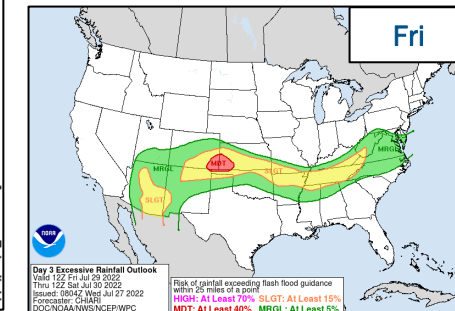 Fri
MRGL
MDT
SLGT
MRGL
SLGT
NOAA
Day 3 Excessive Rainfall Outlook
Valid 12Z Fri Jul 29 2022
Thru 12Z Sat Jul 30 2022
Issued: 0804Z Wed Jul 27 2022
Forecaster: CHIARI
DOC/NOAA/NWS/NCEP/WPC
Risk of rainfall exceeding flash flood guidance
within 25 miles of a point
HIGH: At Least 70% SLGT: At Least 15%
MDT: At Least 40% MRGL: At Least 5%